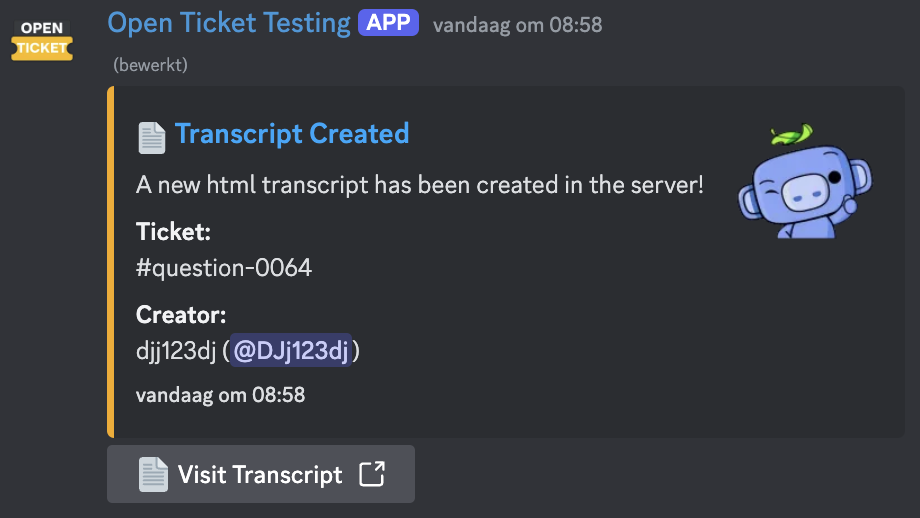 OPEN
TICKET
Open Ticket Testing APP vandaag om 08:58
(bewerkt)
Transcript Created
A new html transcript has been created in the server!
Ticket:
#question-0064
Creator:
djj123dj (@DJj123dj)
vandaag om 08:58
Visit Transcript